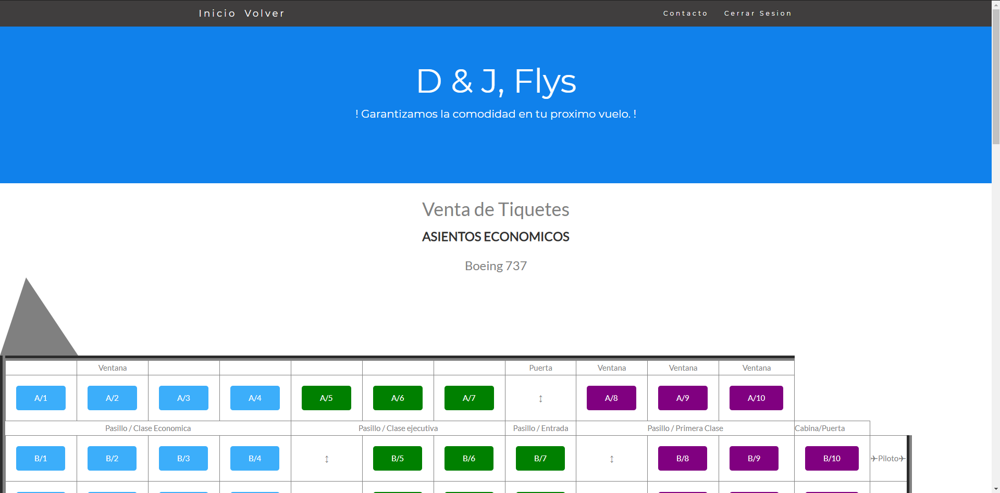 Inicio Volver Contacto Cerrar Sesion
D & J, Flys
! Garantizamos la comodidad en tu proximo vuelo. !
Venta de Tiquetes
ASIENTOS ECONOMICOS
Boeing 737
Ventana Puerta Ventana Ventana Ventana
A/1 A/2 A/3 A/4 A/5 A/6 A/7 ↕ A/8 A/9 A/10
Pasillo / Clase Economica Pasillo / Clase ejecutiva Pasillo / Entrada Pasillo / Primera Clase Cabina/Puerta
B/1 B/2 B/3 B/4 ↕ B/5 B/6 B/7 ↕ B/8 B/9 B/10 ✈Piloto✈